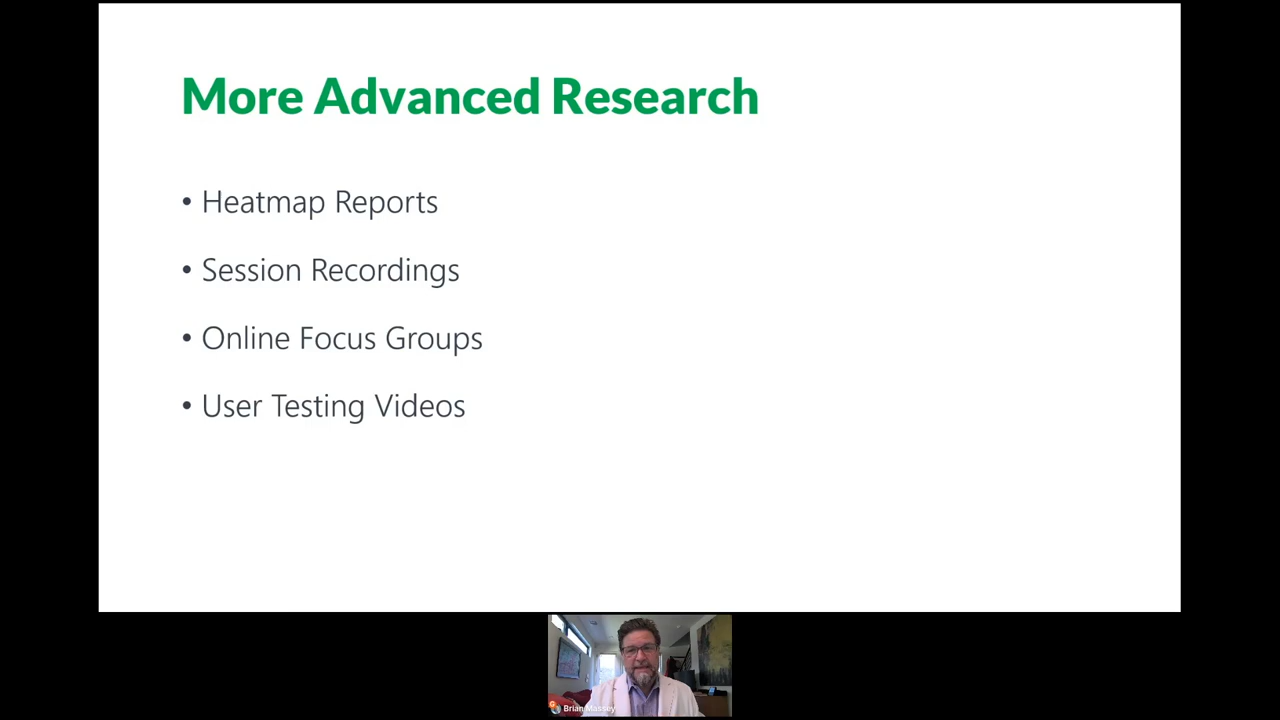 More Advanced Research
• Heatmap Reports
• Session Recordings
• Online Focus Groups
• User Testing Videos
Brian Massey